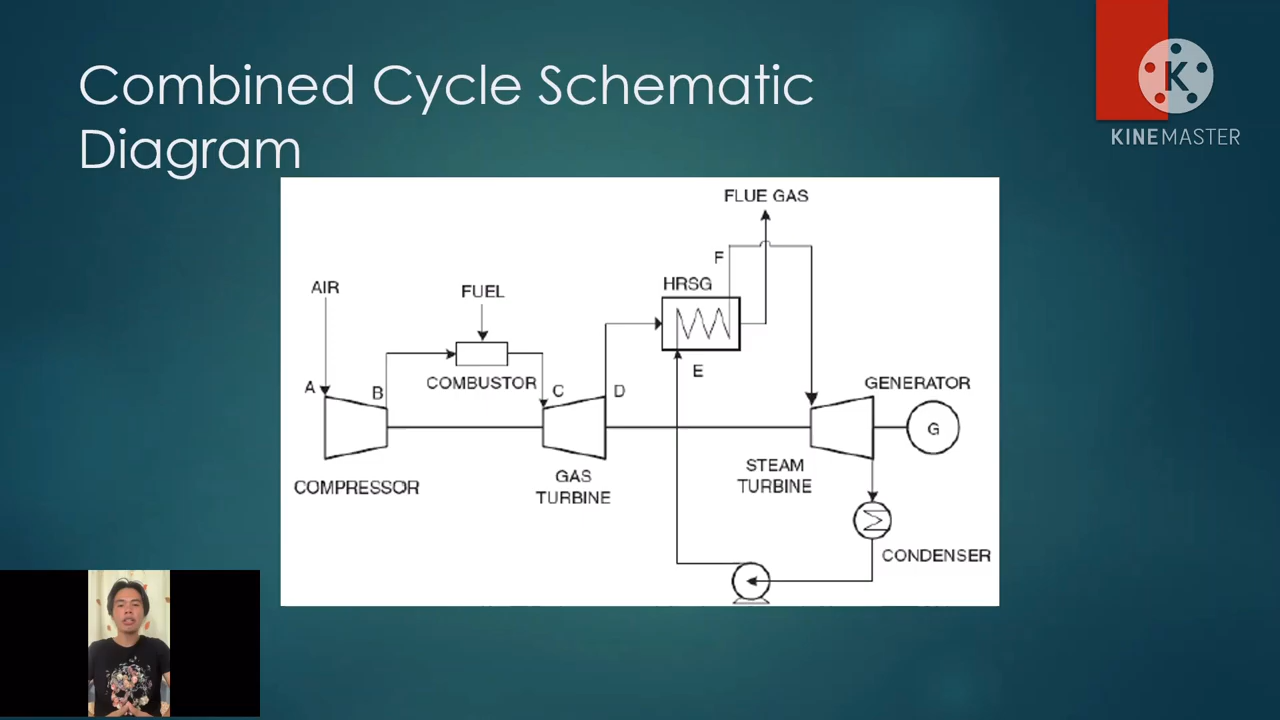 Combined Cycle Schematic
Diagram
K
KINEMASTER
FLUE GAS
F
HRSG
AIR
FUEL
A
B
COMBUSTOR
C
D
E
GENERATOR
G
COMPRESSOR
GAS
TURBINE
STEAM
TURBINE
CONDENSER